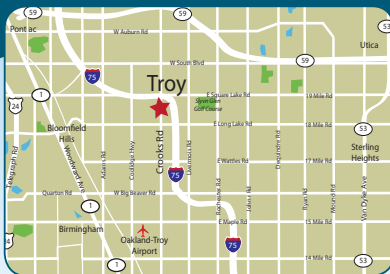 59
59
53
Pont ac
W Auburn Rd
Utica
W South Blvd
59
75
Troy
1
24
E Square Lake Rd
19 Mile Rd
Sylvan Glen
Golf Course
E Long Lake Rd
18 Mile Rd
53
Bloomfield
Hills
Sterling
Heights
Telegraph Rd
Woodward Ave
Adams Rd
Coolidge Hwy
Crooks Rd
Livernois Rd
Dequindre Rd
E Wattles Rd
17 Mile Rd
75
Quarton Rd
W Big Beaver Rd
Rochester Rd
John R Rd
Ryan Rd
Mound Rd
Van Dyke Ave
1
Birmingham
E Maple Rd
15 Mile Rd
24
Oakland-Troy
Airport
75
14 Mile Rd
1
53